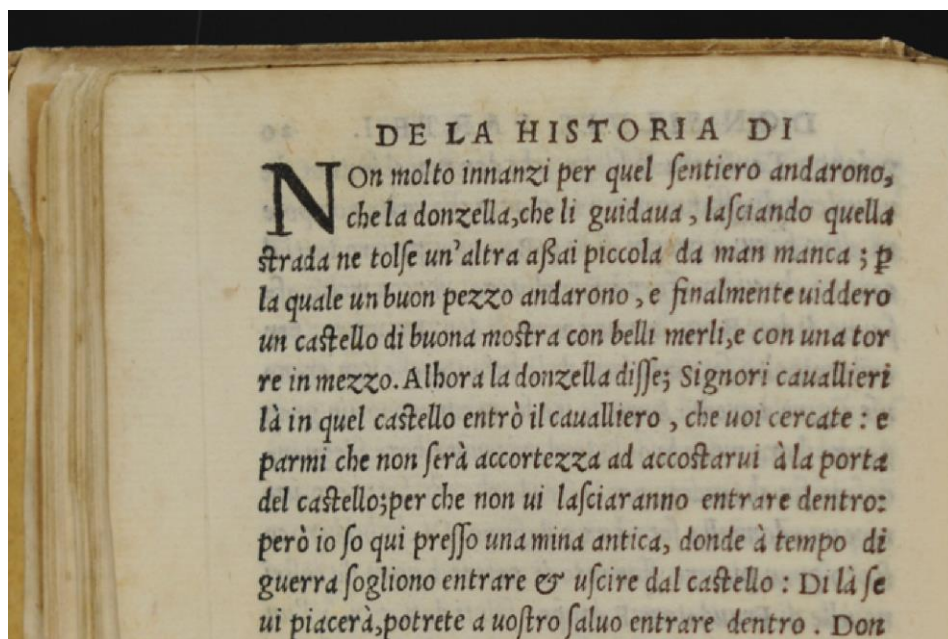 DE LA HISTORIA DI
NOn molto innanzi per quel ſentiero andarono,
che la donzella, che li guidaua, laſciando quella
ſtrada ne tolſe un'altra aßai piccola da man manca; ꝑ
la quale un buon pezzo andarono, e finalmente uiddero
un caſtello di buona moſtra con belli merli, e con una tor
re in mezzo. Alhora la donzella diſſe; Signori cauallieri
là in quel caſtello entrò il caualliero, che uoi cercate: e
parmi che non ſerà accortezza ad accoſtarui à la porta
del caſtello; per che non ui laſciaranno entrare dentro:
però io ſo qui preſſo una mina antica, donde à tempo di
guerra ſogliono entrare & uſcire dal caſtello: Di là ſe
ui piacerà, potrete a uoſtro ſaluo entrare dentro. Don